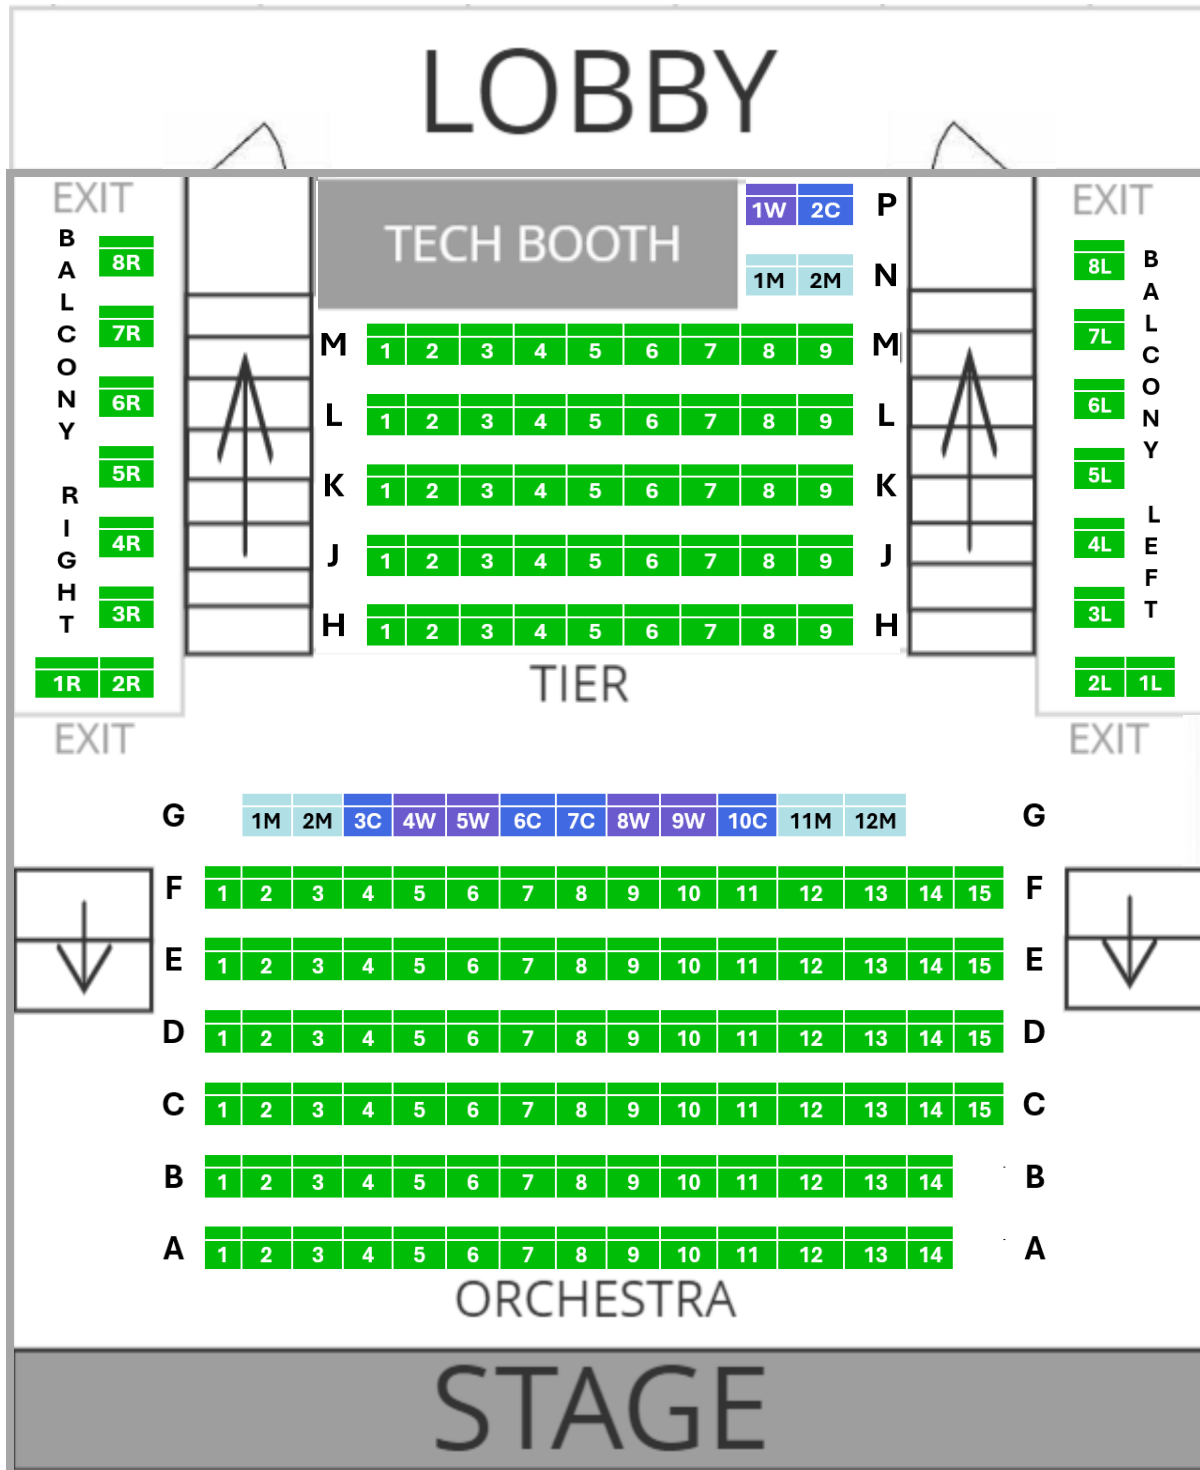 LOBBY
EXIT
EXIT
1W 2C P
TECH BOOTH
1M 2M N
BALCONY RIGHT
BALCONY LEFT
8R
8L
7R
7L
6R
6L
5R
5L
4R
4L
3R
3L
1R 2R
2L 1L
M 1 2 3 4 5 6 7 8 9 M
L 1 2 3 4 5 6 7 8 9 L
K 1 2 3 4 5 6 7 8 9 K
J 1 2 3 4 5 6 7 8 9 J
H 1 2 3 4 5 6 7 8 9 H
TIER
EXIT
EXIT
G 1M 2M 3C 4W 5W 6C 7C 8W 9W 10C 11M 12M G
F 1 2 3 4 5 6 7 8 9 10 11 12 13 14 15 F
E 1 2 3 4 5 6 7 8 9 10 11 12 13 14 15 E
D 1 2 3 4 5 6 7 8 9 10 11 12 13 14 15 D
C 1 2 3 4 5 6 7 8 9 10 11 12 13 14 15 C
B 1 2 3 4 5 6 7 8 9 10 11 12 13 14 B
A 1 2 3 4 5 6 7 8 9 10 11 12 13 14 A
ORCHESTRA
STAGE